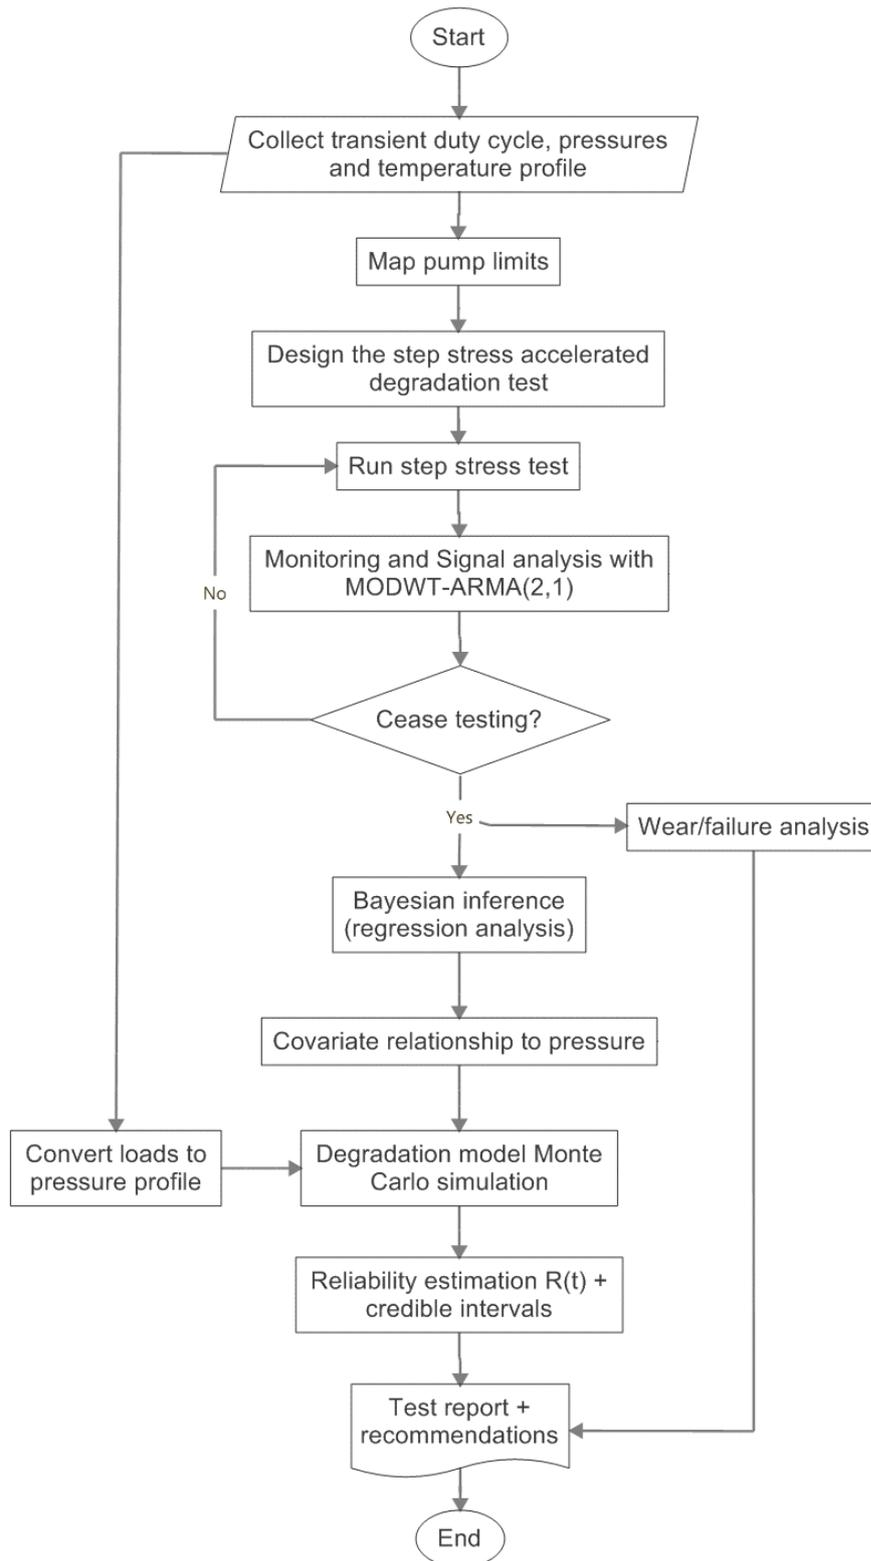 Start
Collect transient duty cycle, pressures
and temperature profile
Map pump limits
Design the step stress accelerated
degradation test
Run step stress test
Monitoring and Signal analysis with
MODWT-ARMA(2,1)
No
Cease testing?
Yes
Wear/failure analysis
Bayesian inference
(regression analysis)
Covariate relationship to pressure
Convert loads to
pressure profile
Degradation model Monte
Carlo simulation
Reliability estimation R(t) +
credible intervals
Test report +
recommendations
End